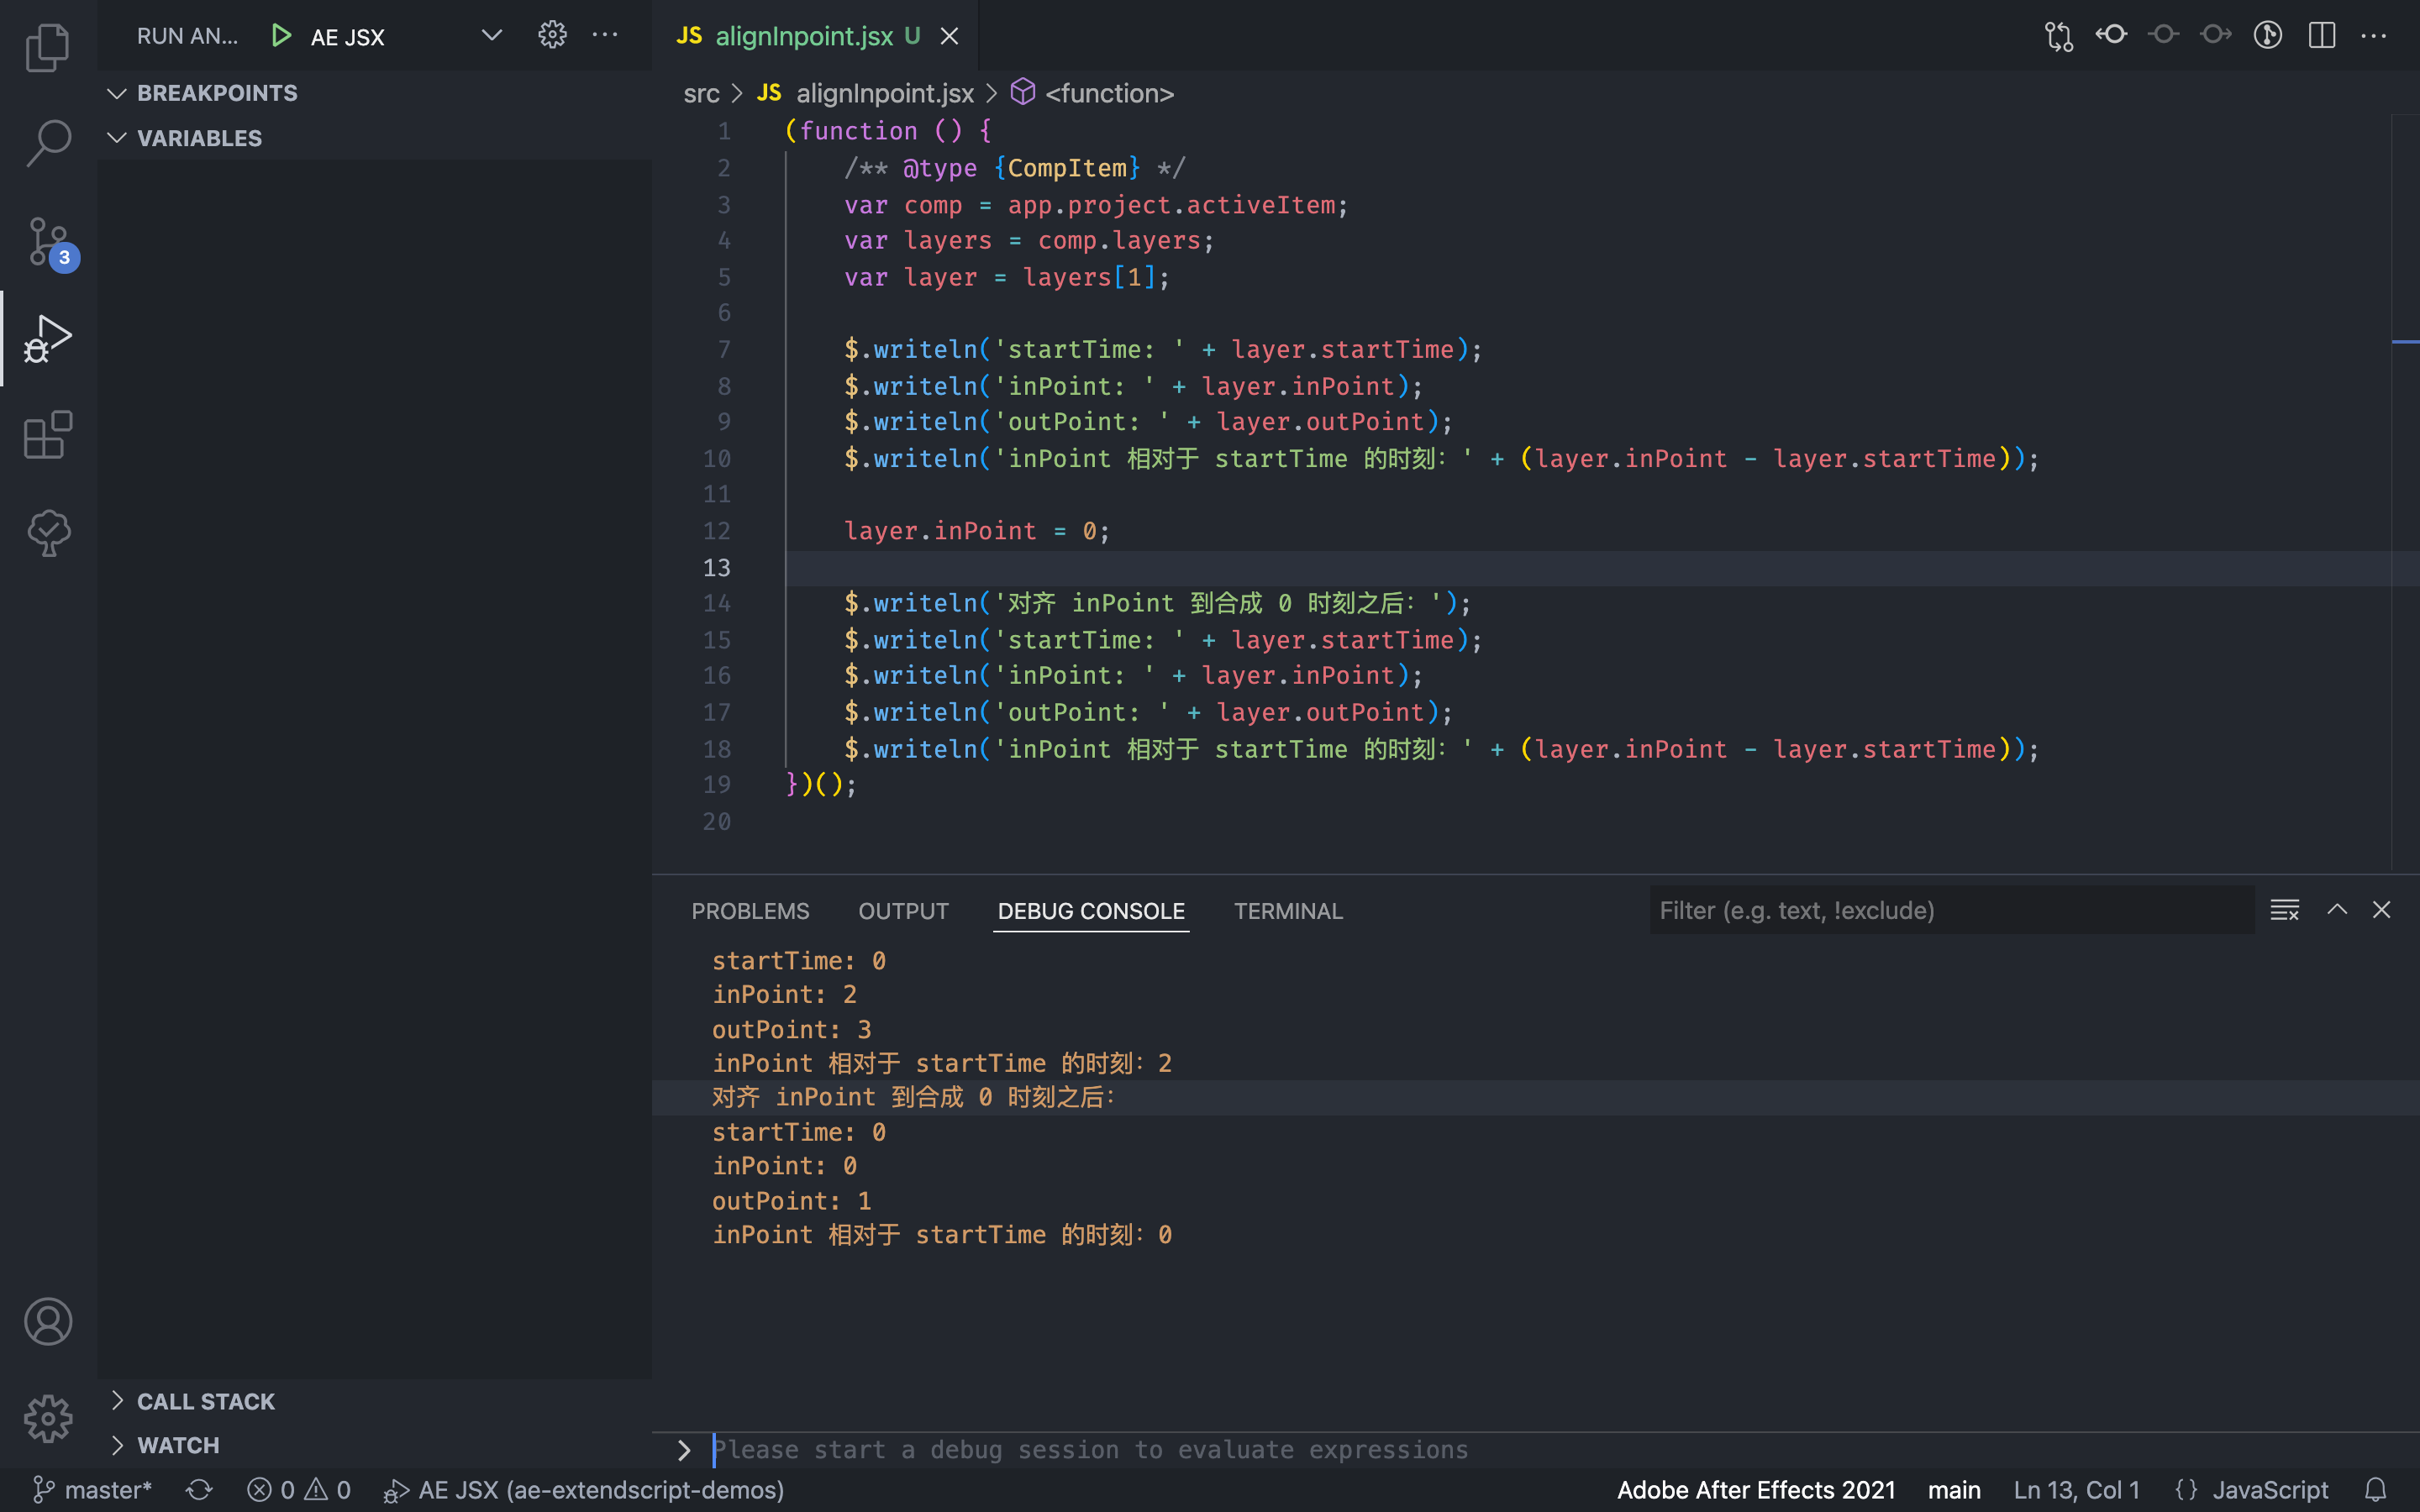 RUN AN... AE JSX
BREAKPOINTS
VARIABLES
3
CALL STACK
WATCH
JS alignInpoint.jsx U
src > JS alignInpoint.jsx > <function>
1 (function () {
2 /** @type {CompItem} */
3 var comp = app.project.activeItem;
4 var layers = comp.layers;
5 var layer = layers[1];
6
7 $.writeln('startTime: ' + layer.startTime);
8 $.writeln('inPoint: ' + layer.inPoint);
9 $.writeln('outPoint: ' + layer.outPoint);
10 $.writeln('inPoint 相对于 startTime 的时刻：' + (layer.inPoint - layer.startTime));
11
12 layer.inPoint = 0;
13
14 $.writeln('对齐 inPoint 到合成 0 时刻之后：');
15 $.writeln('startTime: ' + layer.startTime);
16 $.writeln('inPoint: ' + layer.inPoint);
17 $.writeln('outPoint: ' + layer.outPoint);
18 $.writeln('inPoint 相对于 startTime 的时刻：' + (layer.inPoint - layer.startTime));
19 })();
20
PROBLEMS OUTPUT DEBUG CONSOLE TERMINAL Filter (e.g. text, !exclude)
startTime: 0
inPoint: 2
outPoint: 3
inPoint 相对于 startTime 的时刻：2
对齐 inPoint 到合成 0 时刻之后：
startTime: 0
inPoint: 0
outPoint: 1
inPoint 相对于 startTime 的时刻：0
Please start a debug session to evaluate expressions
master* 0 0 AE JSX (ae-extendscript-demos) Adobe After Effects 2021 main Ln 13, Col 1 {} JavaScript